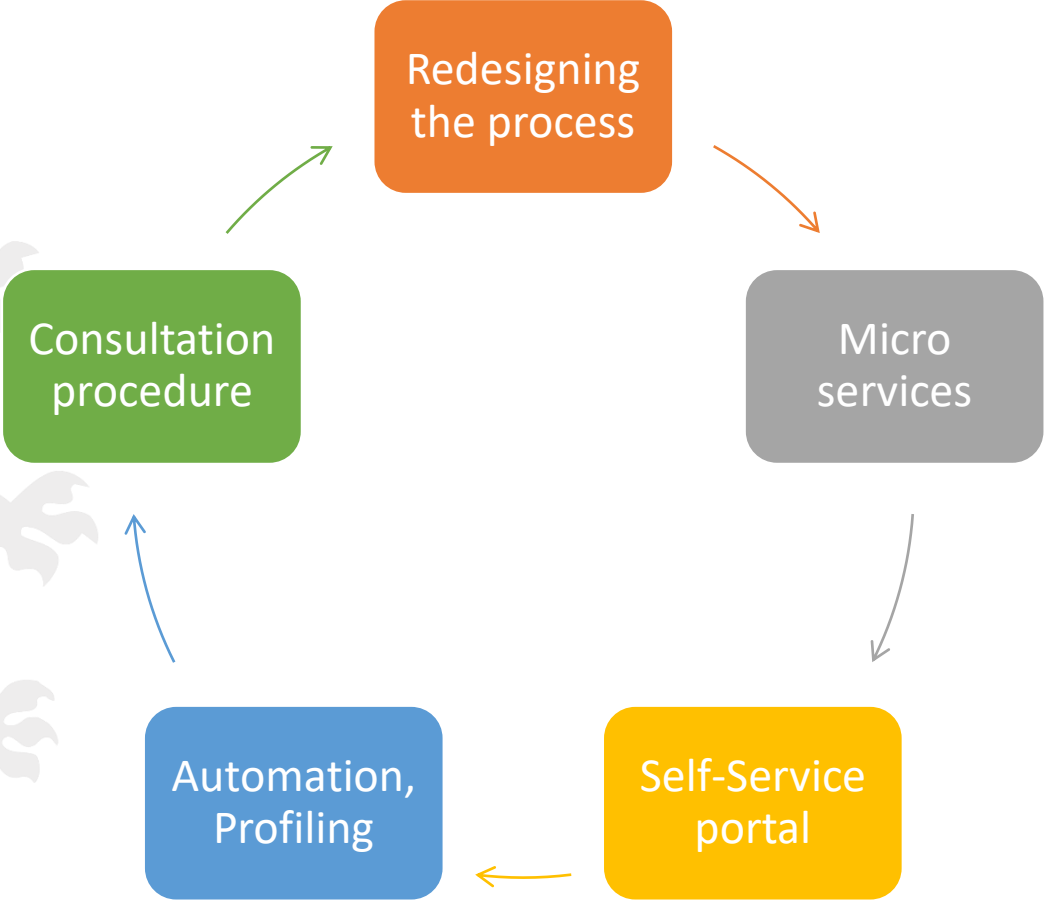 Redesigning
the process
Micro
services
Self-Service
portal
Automation,
Profiling
Consultation
procedure